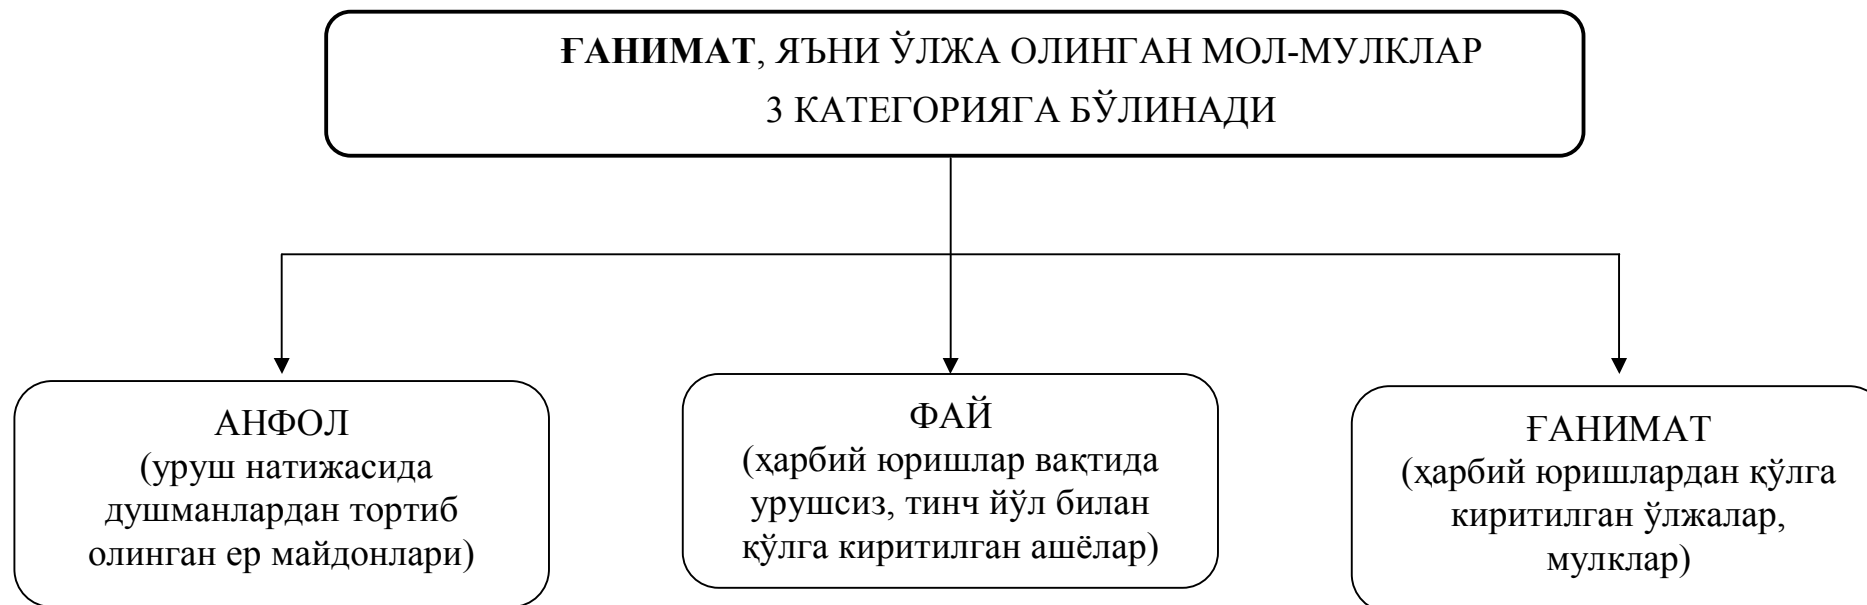 ҒАНИМАТ, ЯЪНИ ЎЛЖА ОЛИНГАН МОЛ-МУЛКЛАР
3 КАТЕГОРИЯГА БЎЛИНАДИ
АНФОЛ
(уруш натижасида
душманлардан тортиб
олинган ер майдонлари)
ФАЙ
(ҳарбий юришлар вақтида
урушсиз, тинч йўл билан
қўлга киритилган ашёлар)
ҒАНИМАТ
(ҳарбий юришлардан қўлга
киритилган ўлжалар,
мулклар)